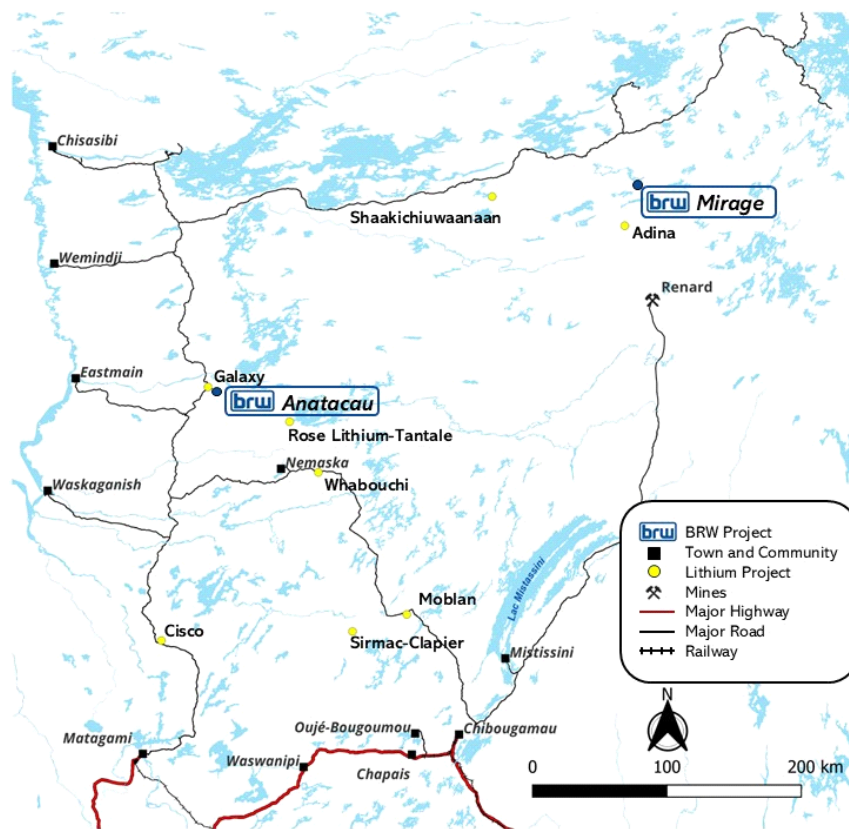 Chisasibi
brw Mirage
Shaakichiuwaanaan
Adina
Wemindji
Renard
Eastmain
Galaxy
brw Anatacau
Rose Lithium-Tantale
Nemaska
Waskaganish
Whabouchi
brw BRW Project
Town and Community
Lithium Project
Mines
Major Highway
Major Road
Railway
Lac Mistassini
Moblan
Cisco
Sirmac-Clapier
Mistissini
N
Oujé-Bougoumou
Chibougamau
Matagami
Waswanipi
Chapais
0 100 200 km